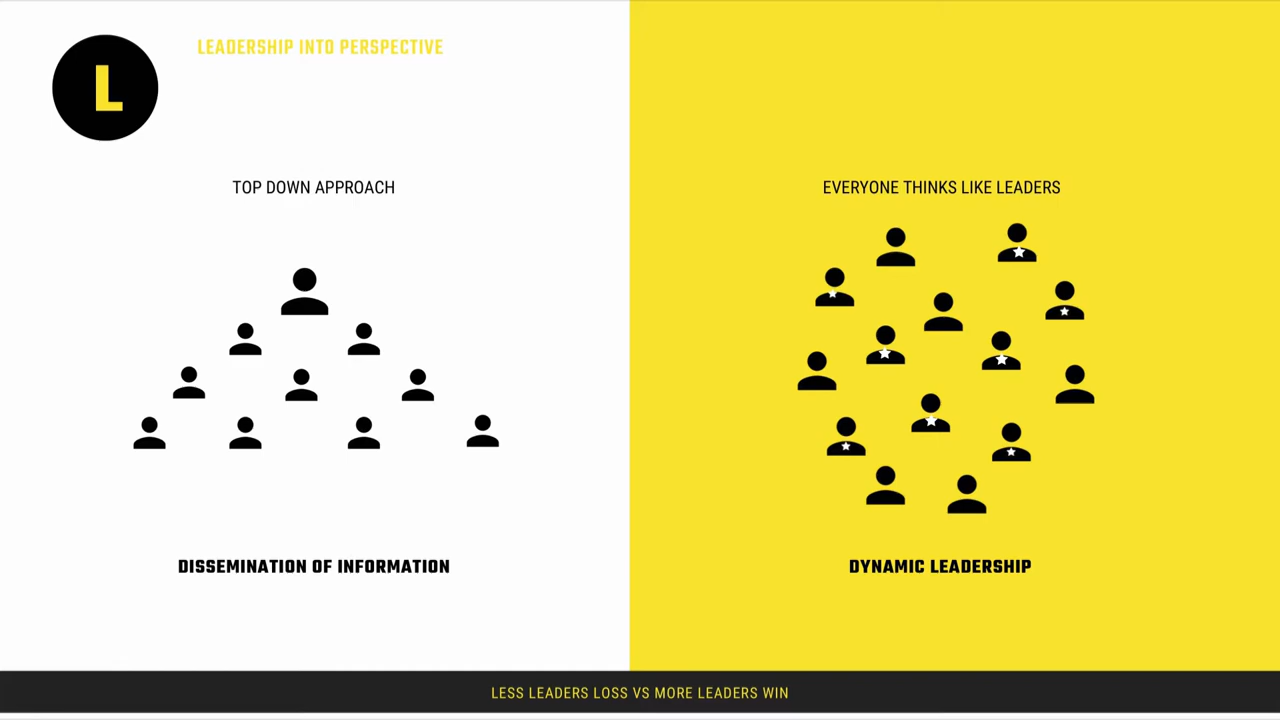 L
LEADERSHIP INTO PERSPECTIVE
TOP DOWN APPROACH
DISSEMINATION OF INFORMATION
EVERYONE THINKS LIKE LEADERS
DYNAMIC LEADERSHIP
LESS LEADERS LOSS VS MORE LEADERS WIN